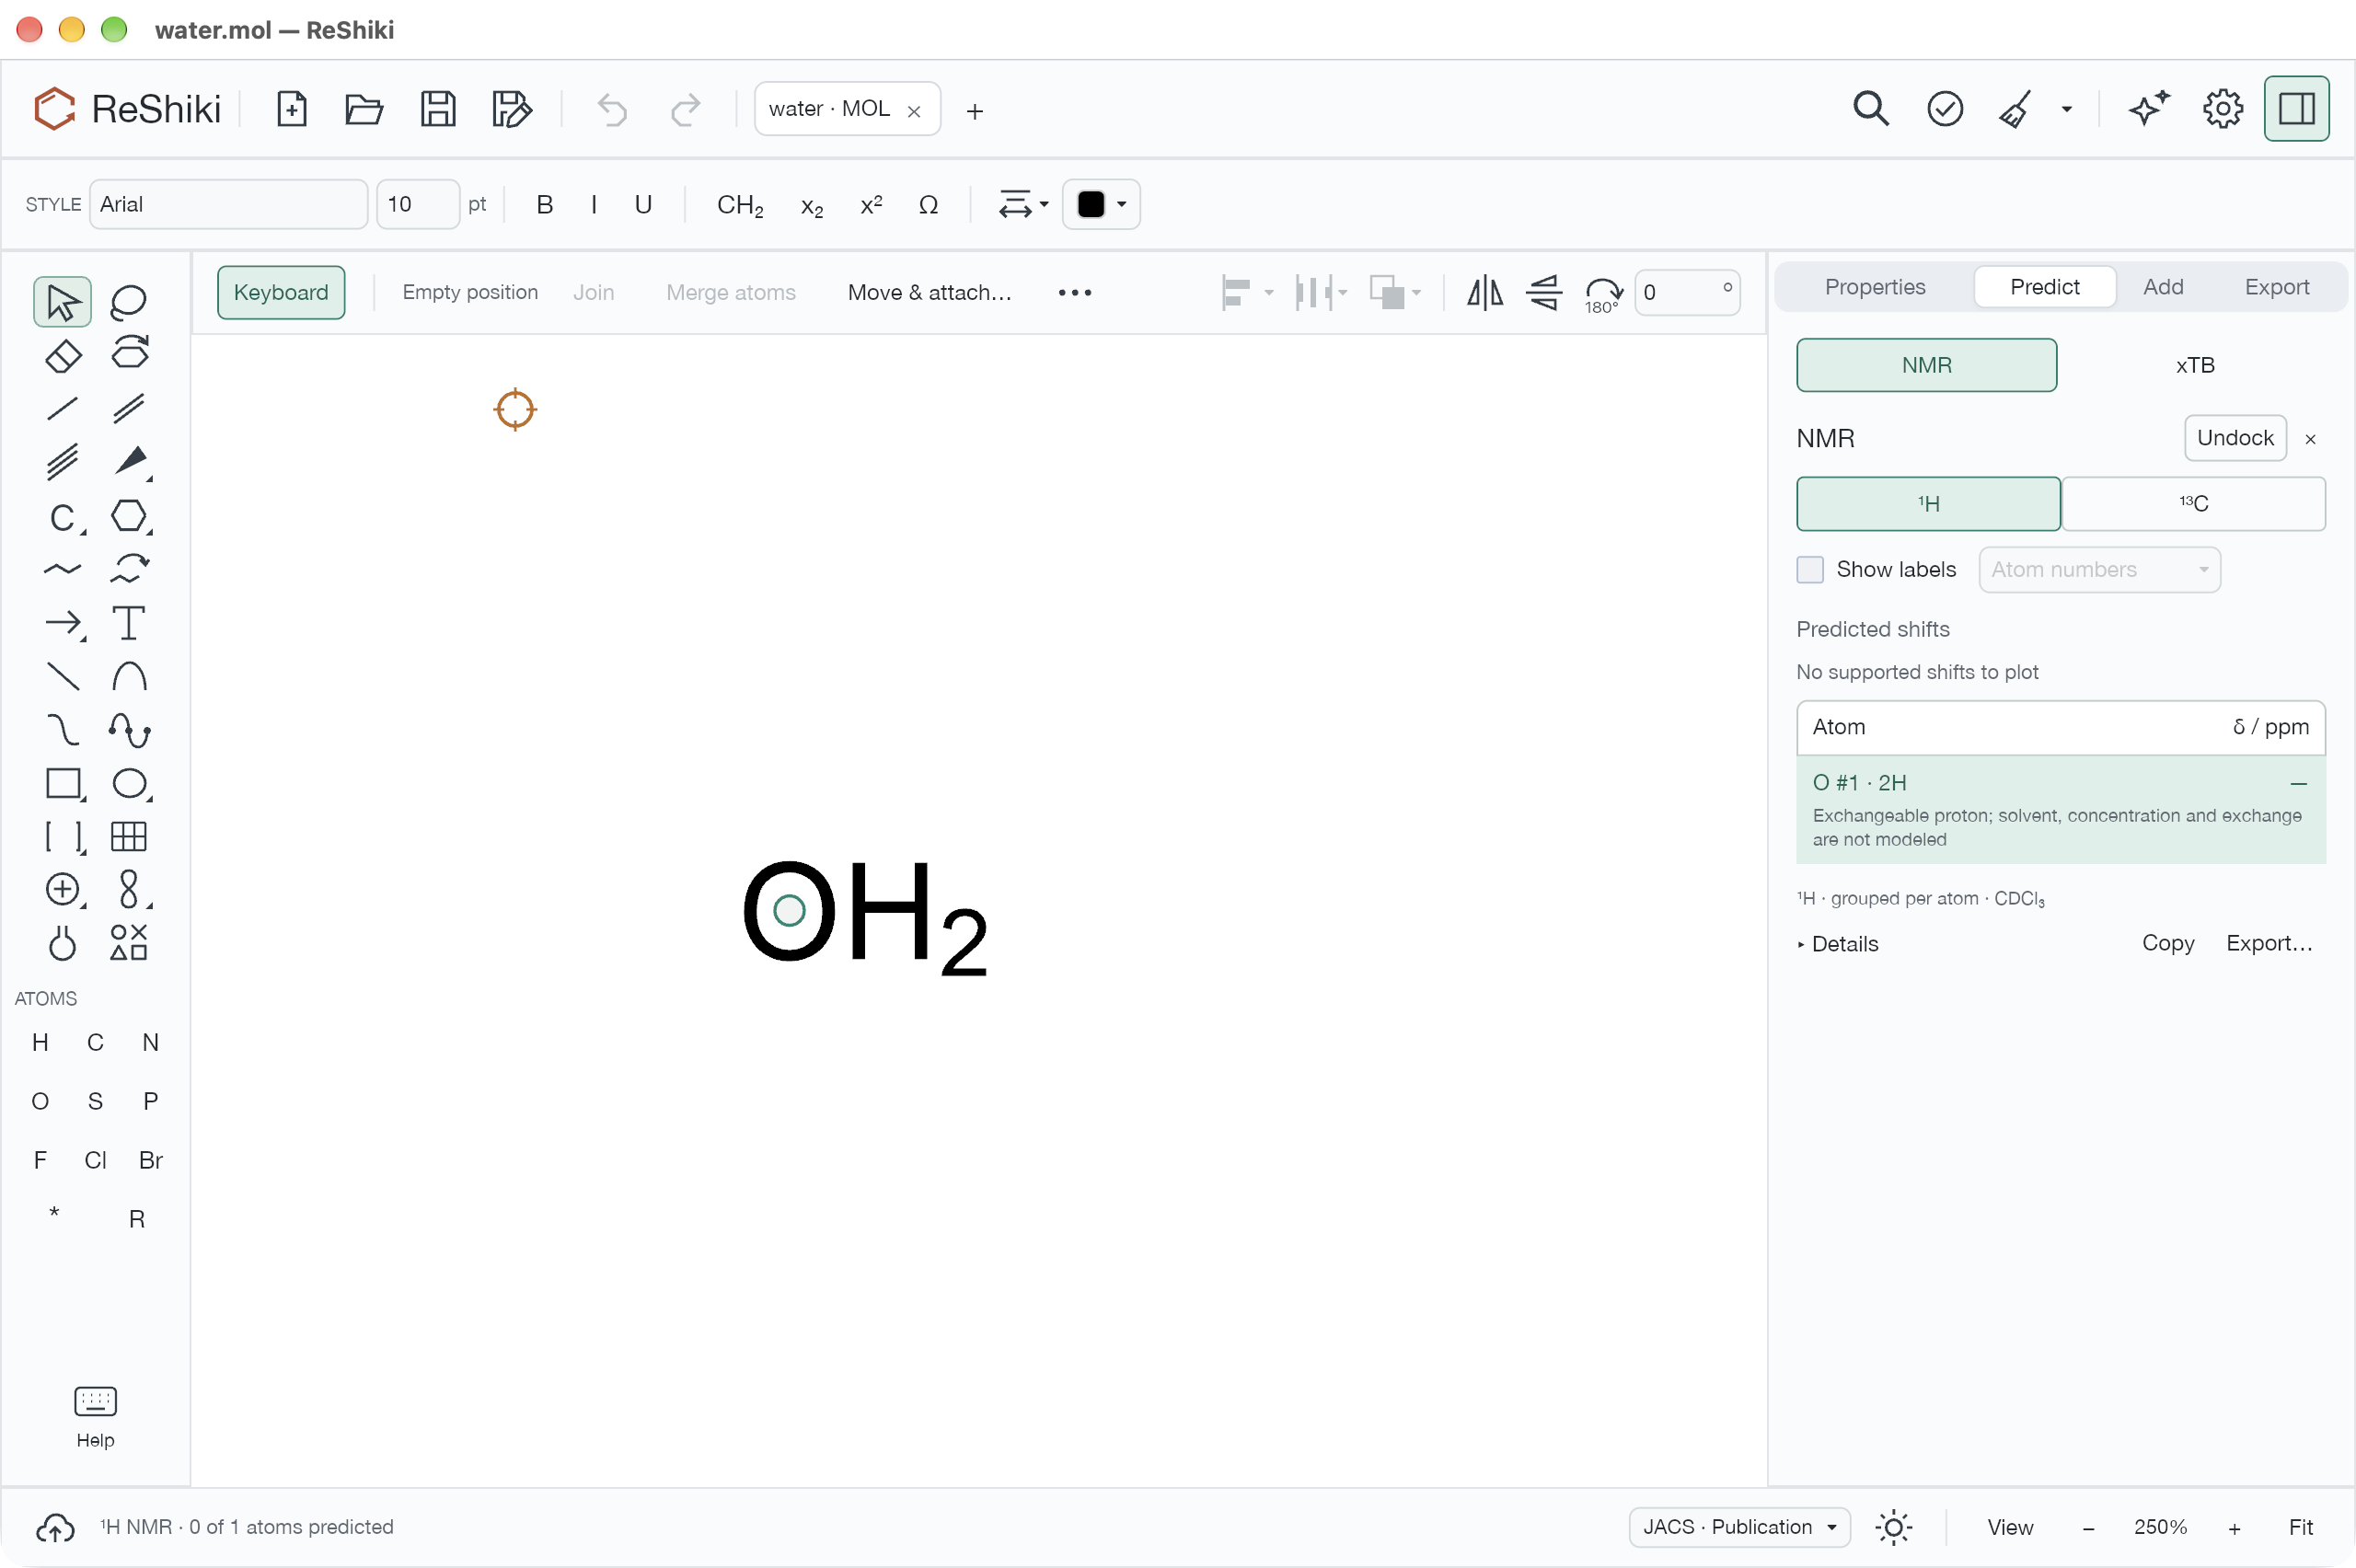 water.mol — ReShiki
ReShiki
water · MOL × +
STYLE Arial 10 pt B I U CH₂ x₂ x² Ω
Keyboard Empty position Join Merge atoms Move & attach... 180° 0 °
Properties Predict Add Export
NMR xTB
NMR Undock ×
¹H ¹³C
Show labels Atom numbers
Predicted shifts
No supported shifts to plot
Atom δ / ppm
O #1 · 2H —
Exchangeable proton; solvent, concentration and exchange
are not modeled
¹H · grouped per atom · CDCl₃
Details Copy Export...
C
T
[ ]
OH₂
ATOMS
H C N
O S P
F Cl Br
* R
Help
¹H NMR · 0 of 1 atoms predicted
JACS · Publication View − 250% + Fit